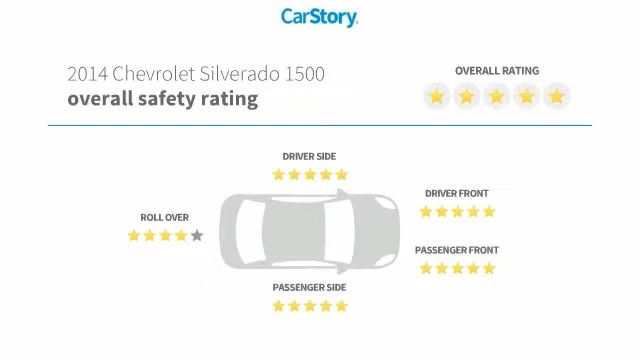 CarStory.
2014 Chevrolet Silverado 1500
overall safety rating
OVERALL RATING
DRIVER SIDE
DRIVER FRONT
ROLL OVER
PASSENGER FRONT
PASSENGER SIDE